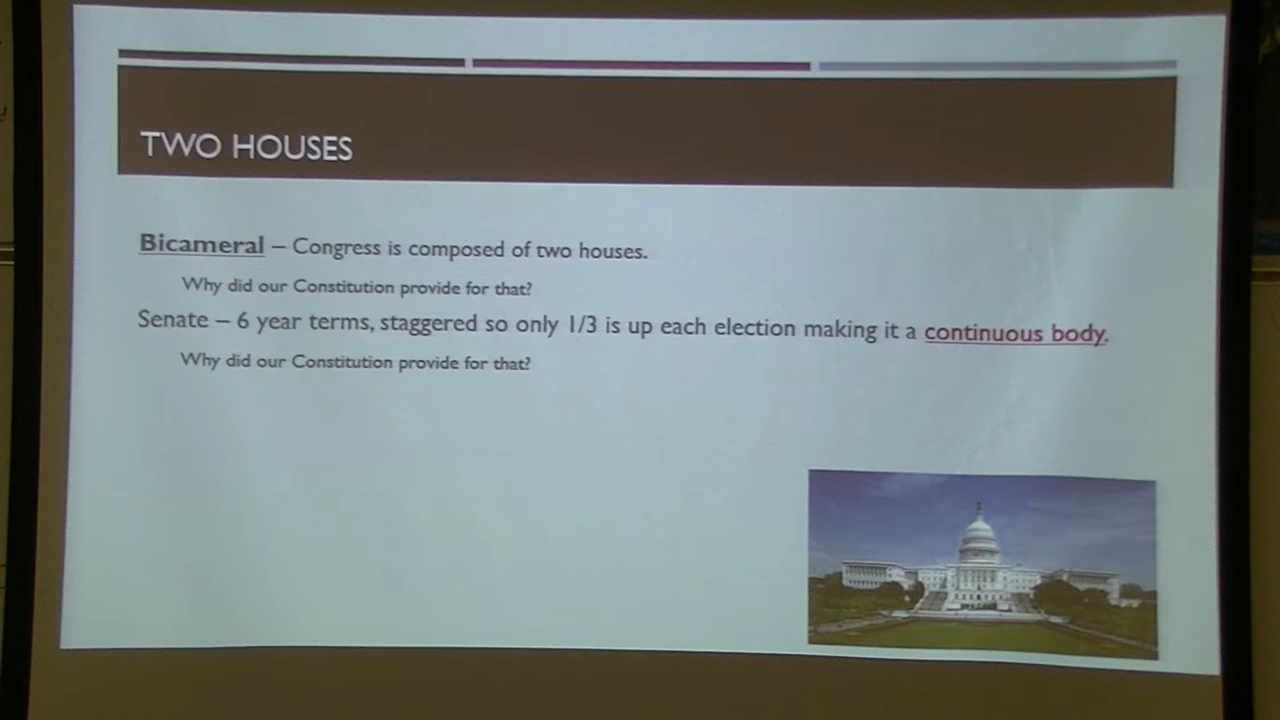 TWO HOUSES
Bicameral – Congress is composed of two houses.
Why did our Constitution provide for that?
Senate – 6 year terms, staggered so only 1/3 is up each election making it a continuous body.
Why did our Constitution provide for that?